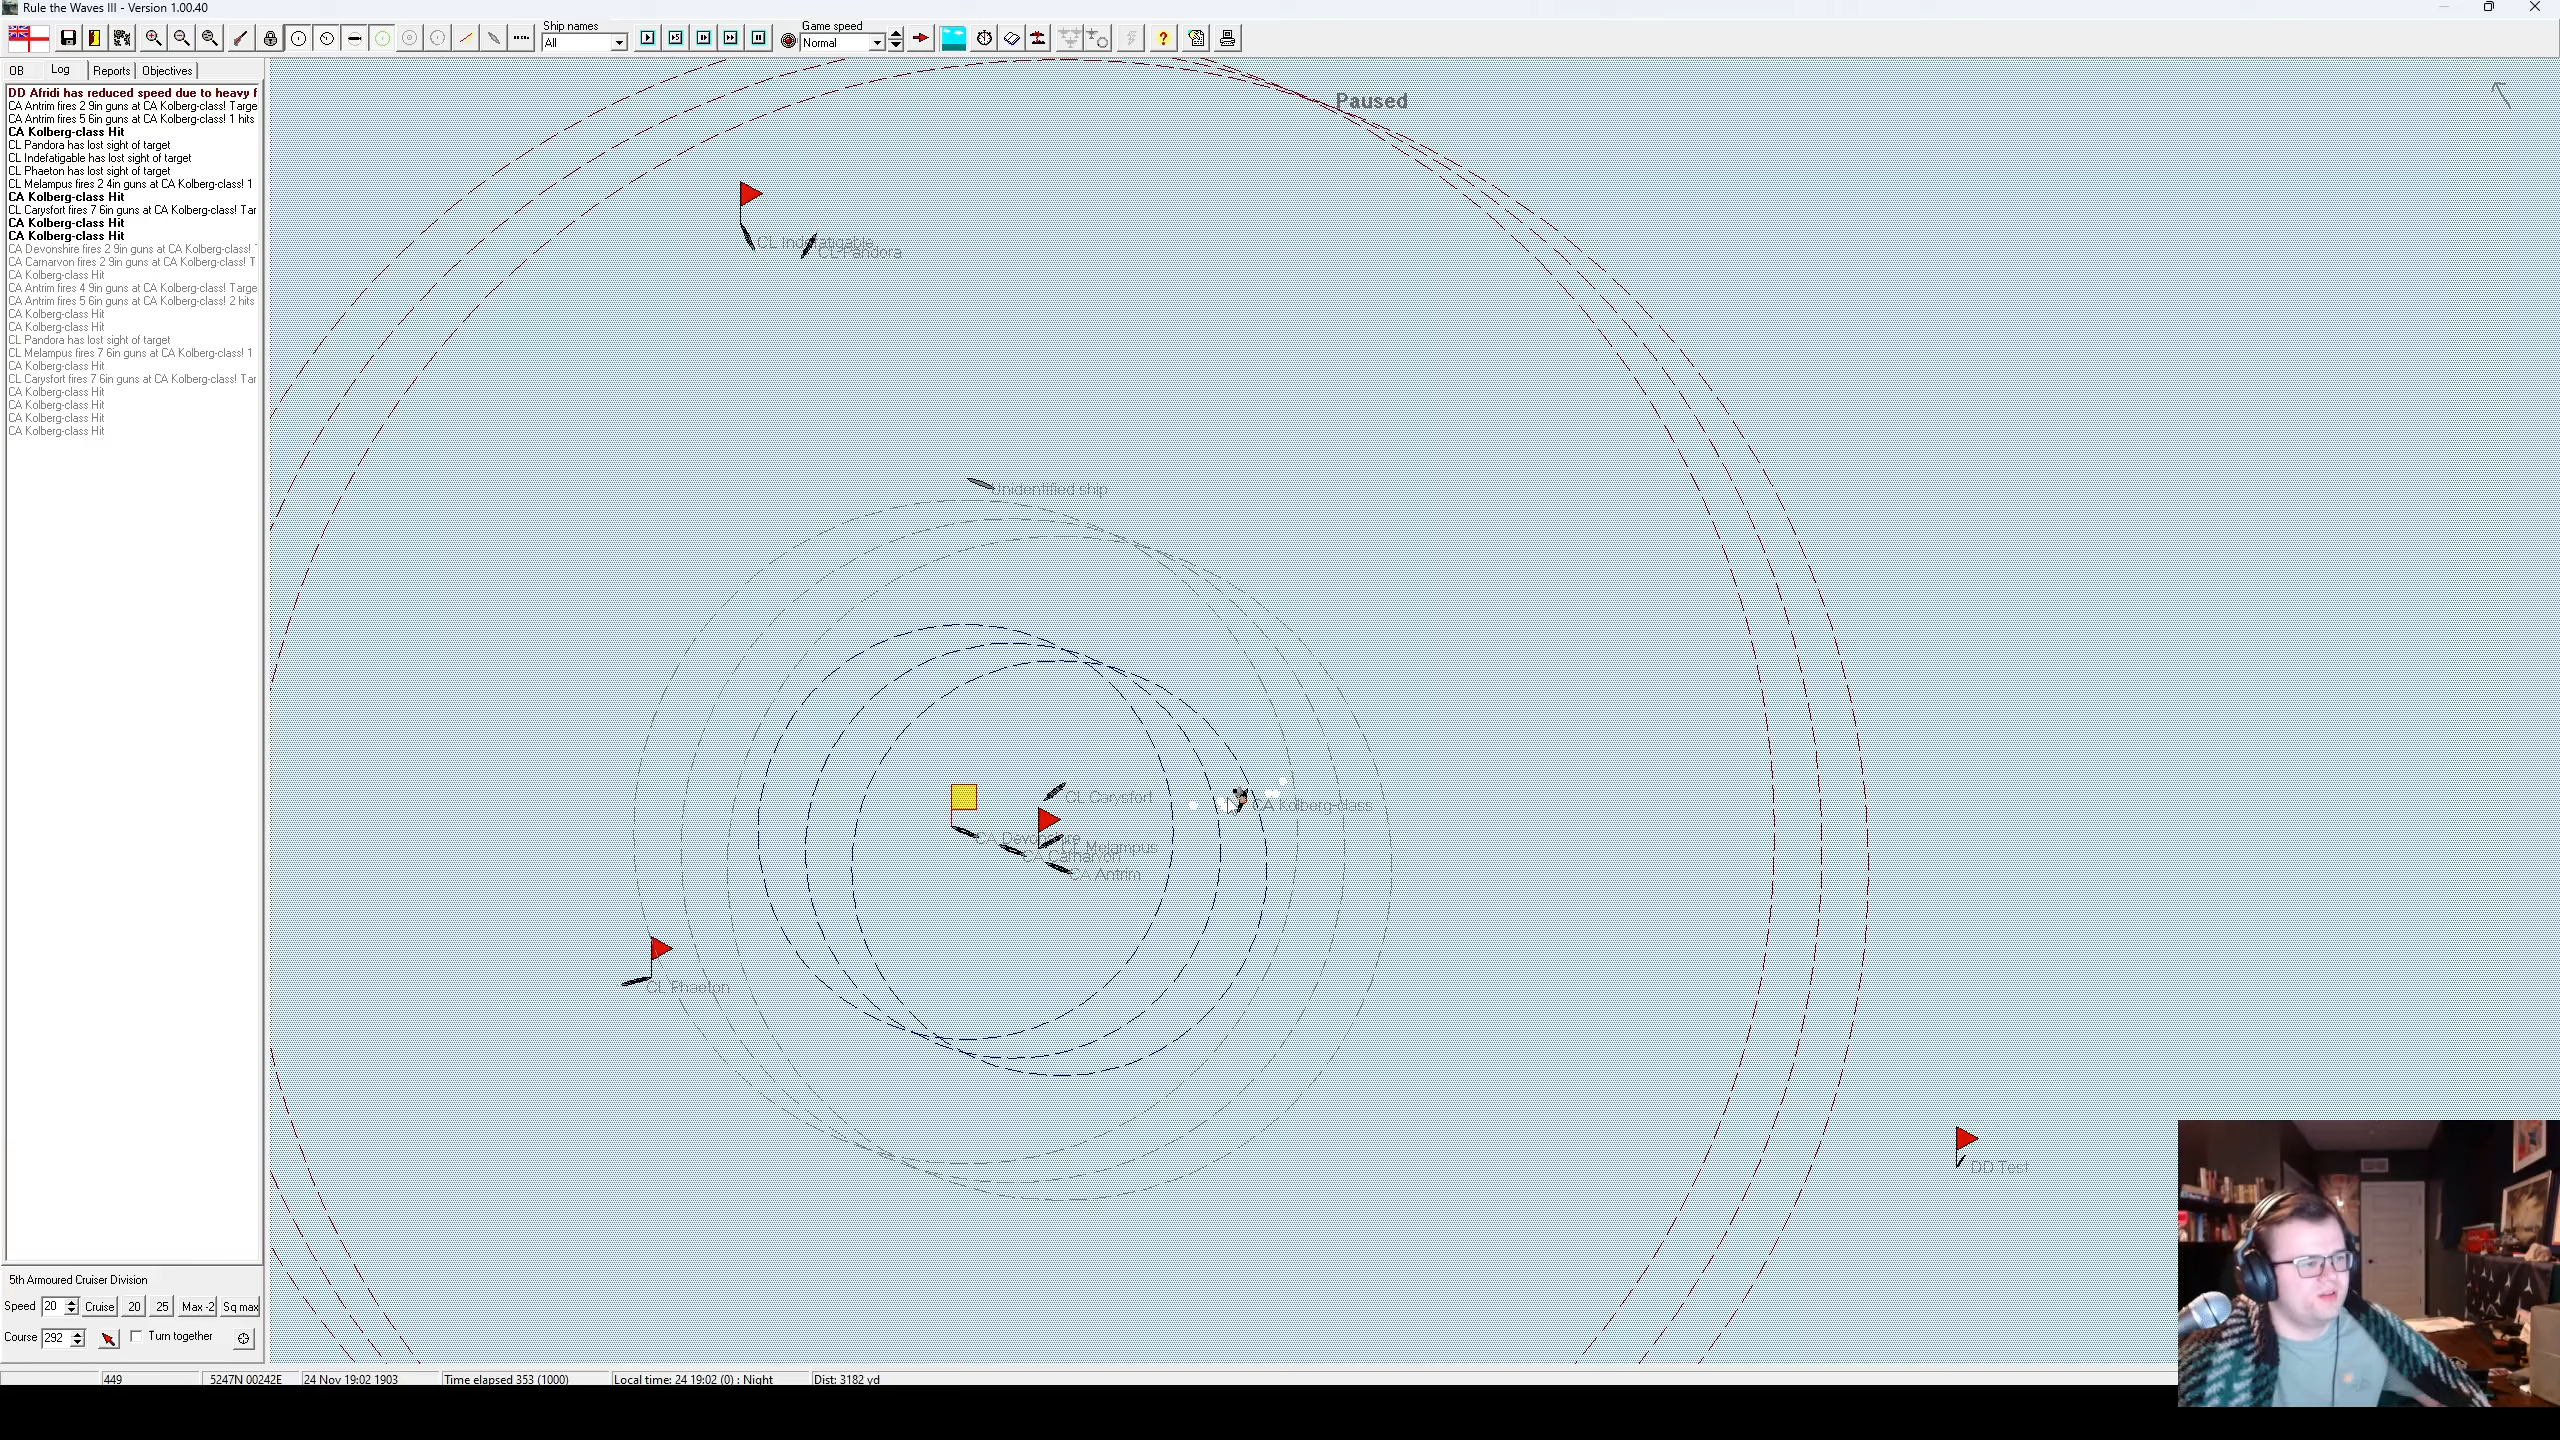 Rule the Waves III - Version 1.00.40
Ship names
All
Game speed
Normal
OB
Log
Reports
Objectives
DD Afridi has reduced speed due to heavy f
CA Antrim fires 2 9in guns at CA Kolberg-class! Targe
CA Antrim fires 5 6in guns at CA Kolberg-class! 1 hits
CA Kolberg-class Hit
CL Pandora has lost sight of target
CL Indefatigable has lost sight of target
CL Phaeton has lost sight of target
CL Melampus fires 2 4in guns at CA Kolberg-class! 1
CA Kolberg-class Hit
CL Carysfort fires 7 6in guns at CA Kolberg-class! Tar
CA Kolberg-class Hit
CA Kolberg-class Hit
CA Devonshire fires 2 9in guns at CA Kolberg-class!
CA Carnarvon fires 2 9in guns at CA Kolberg-class! T
CA Kolberg-class Hit
CA Antrim fires 4 9in guns at CA Kolberg-class! Targe
CA Antrim fires 5 6in guns at CA Kolberg-class! 2 hits
CA Kolberg-class Hit
CA Kolberg-class Hit
CL Pandora has lost sight of target
CL Melampus fires 7 6in guns at CA Kolberg-class! 1
CA Kolberg-class Hit
CL Carysfort fires 7 6in guns at CA Kolberg-class! Tar
CA Kolberg-class Hit
CA Kolberg-class Hit
CA Kolberg-class Hit
CA Kolberg-class Hit
Paused
CL Indefatigable
CL Pandora
Unidentified ship
CL Carysfort
CA Kolberg-class
CA Devonshire
CL Melampus
CA Carnarvon
CA Antrim
CL Phaeton
DD Test
5th Armoured Cruiser Division
Speed 20 Cruise 20 25 Max -2 Sq max
Course 292 Turn together
449
5247N 00242E
24 Nov 19:02 1903
Time elapsed 353 (1000)
Local time: 24 19:02 (0) : Night
Dist: 3182 yd